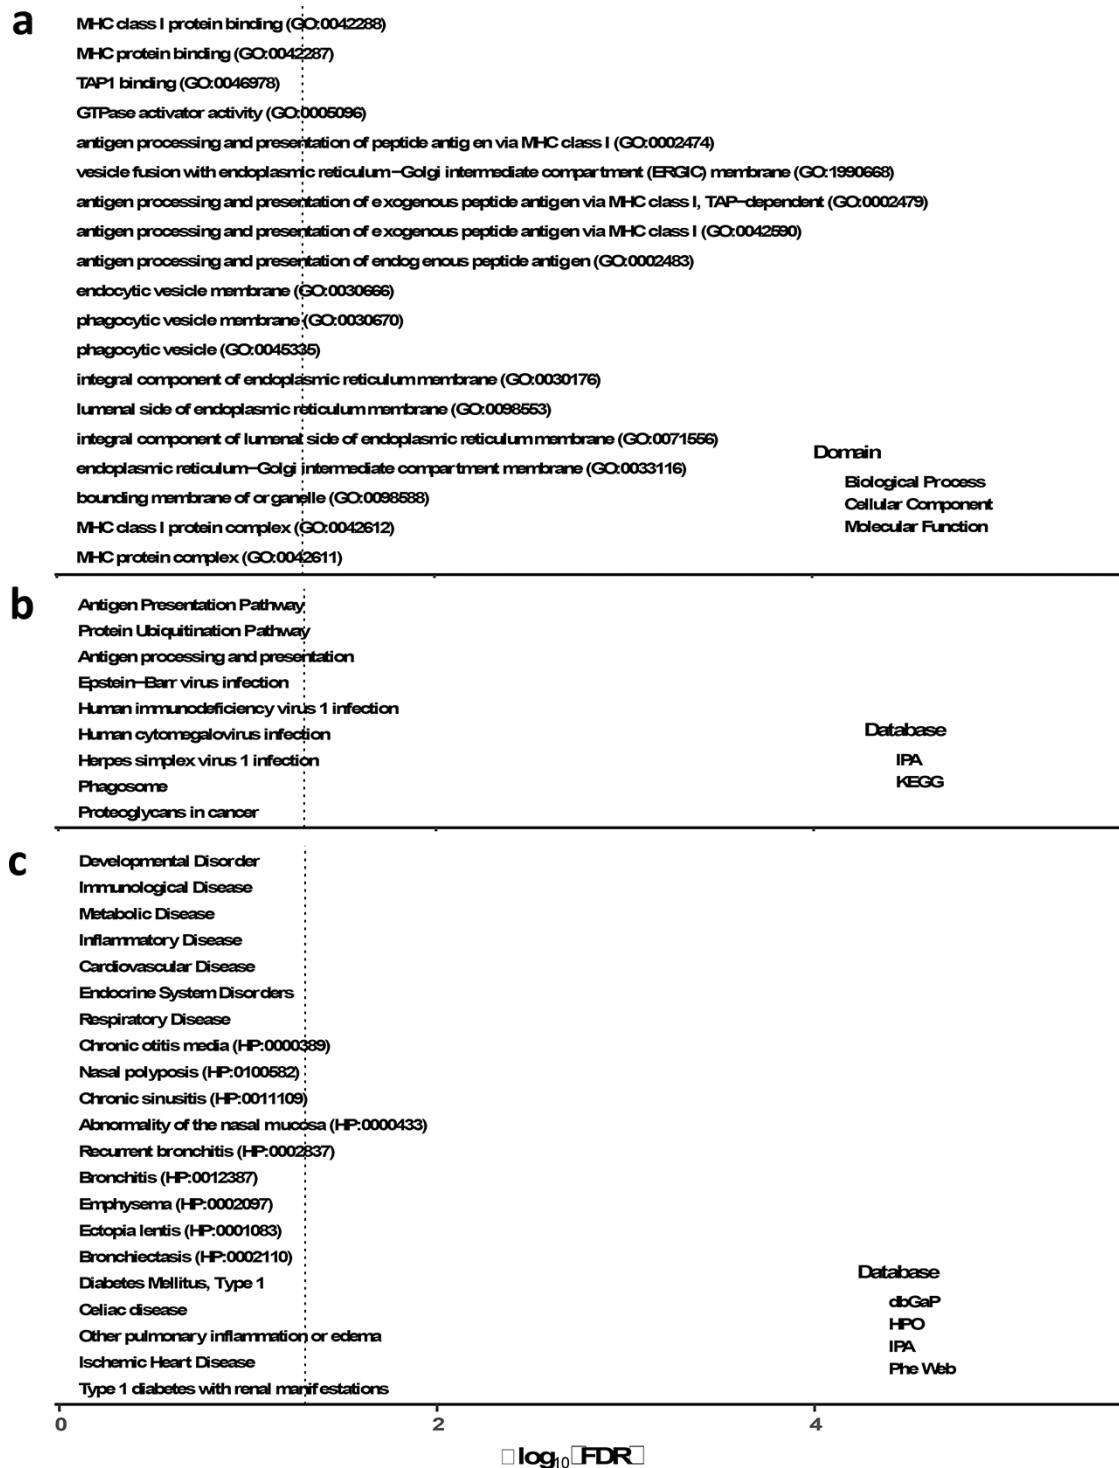 a
MHC class I protein binding (GO:0042288)
MHC protein binding (GO:0042287)
TAP1 binding (GO:0046978)
GTPase activator activity (GO:0005096)
antigen processing and presentation of peptide antigen via MHC class I (GO:0002474)
vesicle fusion with endoplasmic reticulum−Golgi intermediate compartment (ERGIC) membrane (GO:1990668)
antigen processing and presentation of exogenous peptide antigen via MHC class I, TAP−dependent (GO:0002479)
antigen processing and presentation of exogenous peptide antigen via MHC class I (GO:0042590)
antigen processing and presentation of endogenous peptide antigen (GO:0002483)
endocytic vesicle membrane (GO:0030666)
phagocytic vesicle membrane (GO:0030670)
phagocytic vesicle (GO:0045335)
integral component of endoplasmic reticulum membrane (GO:0030176)
lumenal side of endoplasmic reticulum membrane (GO:0098553)
integral component of lumenal side of endoplasmic reticulum membrane (GO:0071556)
endoplasmic reticulum−Golgi intermediate compartment membrane (GO:0033116)
bounding membrane of organelle (GO:0098588)
MHC class I protein complex (GO:0042612)
MHC protein complex (GO:0042611)
Domain
Biological Process
Cellular Component
Molecular Function
b
Antigen Presentation Pathway
Protein Ubiquitination Pathway
Antigen processing and presentation
Epstein−Barr virus infection
Human immunodeficiency virus 1 infection
Human cytomegalovirus infection
Herpes simplex virus 1 infection
Phagosome
Proteoglycans in cancer
Database
IPA
KEGG
c
Developmental Disorder
Immunological Disease
Metabolic Disease
Inflammatory Disease
Cardiovascular Disease
Endocrine System Disorders
Respiratory Disease
Chronic otitis media (HP:0000389)
Nasal polyposis (HP:0100582)
Chronic sinusitis (HP:0011109)
Abnormality of the nasal mucosa (HP:0000433)
Recurrent bronchitis (HP:0002837)
Bronchitis (HP:0012387)
Emphysema (HP:0002097)
Ectopia lentis (HP:0001083)
Bronchiectasis (HP:0002110)
Diabetes Mellitus, Type 1
Celiac disease
Other pulmonary inflammation or edema
Ischemic Heart Disease
Type 1 diabetes with renal manifestations
Database
dbGaP
HPO
IPA
Phe Web
0 2 4
□ log10 □FDR□